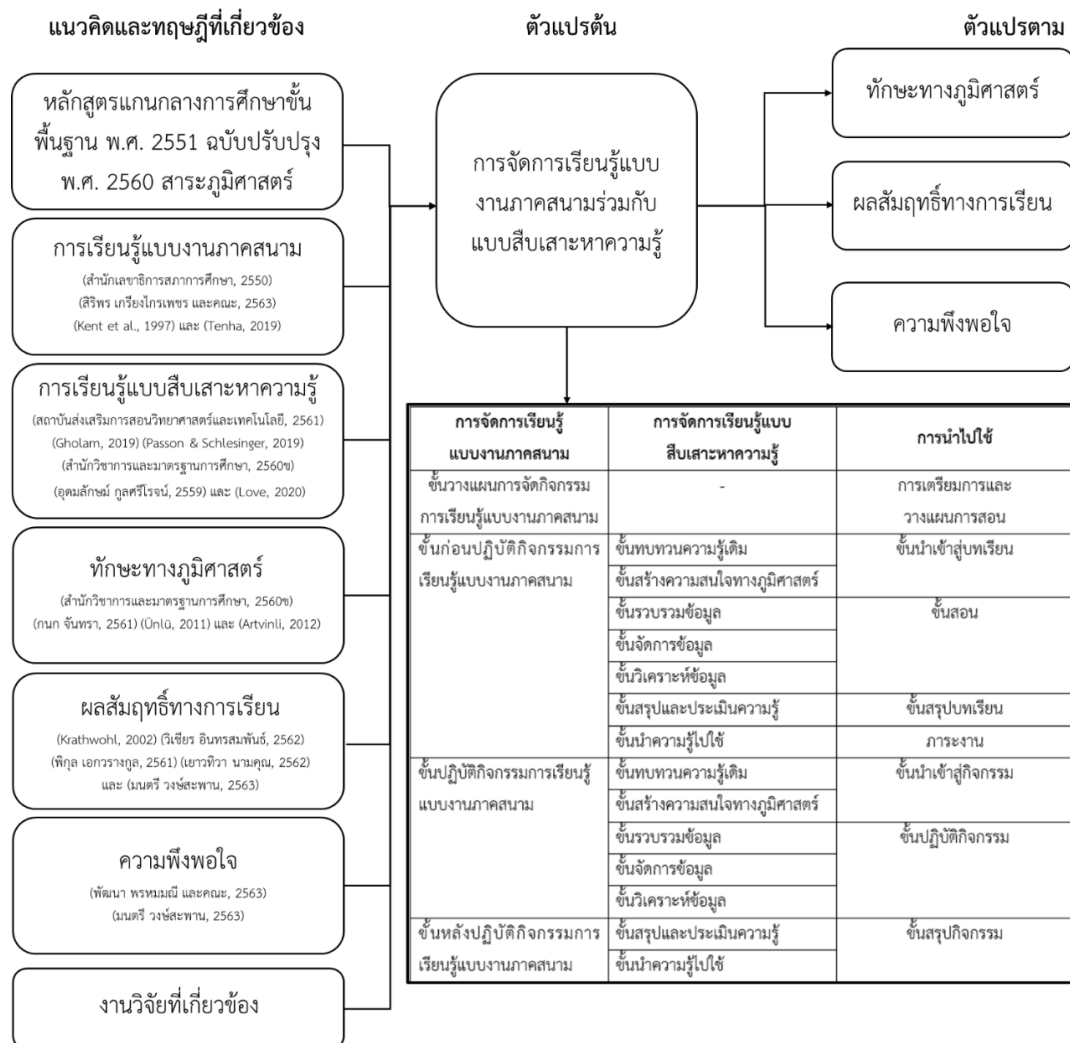 แนวคิดและทฤษฎีที่เกี่ยวข้อง
ตัวแปรต้น
ตัวแปรตาม
หลักสูตรแกนกลางการศึกษาขั้น
พื้นฐาน พ.ศ. 2551 ฉบับปรับปรุง
พ.ศ. 2560 สาระภูมิศาสตร์
การเรียนรู้แบบงานภาคสนาม
(สำนักเลขาธิการสภาการศึกษา, 2550)
(สิริพร เกรียงไกรเพชร และคณะ, 2563)
(Kent et al., 1997) และ (Tenha, 2019)
การเรียนรู้แบบสืบเสาะหาความรู้
(สถาบันส่งเสริมการสอนวิทยาศาสตร์และเทคโนโลยี, 2561)
(Gholam, 2019) (Passon & Schlesinger, 2019)
(สำนักวิชาการและมาตรฐานการศึกษา, 2560ข)
(อุดมลักษม์ กูลศรีโรจน์, 2559) และ (Love, 2020)
ทักษะทางภูมิศาสตร์
(สำนักวิชาการและมาตรฐานการศึกษา, 2560ข)
(กนก จันทรา, 2561) (Ünlü, 2011) และ (Artvinli, 2012)
ผลสัมฤทธิ์ทางการเรียน
(Krathwohl, 2002) (วิเชียร อินทรสมพันธ์, 2562)
(พิกุล เอกวรางกูล, 2561) (เยาวทิวา นามคุณ, 2562)
และ (มนตรี วงษ์สะพาน, 2563)
ความพึงพอใจ
(พัฒนา พรหมมณี และคณะ, 2563)
(มนตรี วงษ์สะพาน, 2563)
งานวิจัยที่เกี่ยวข้อง
การจัดการเรียนรู้แบบ
งานภาคสนามร่วมกับ
แบบสืบเสาะหาความรู้
ทักษะทางภูมิศาสตร์
ผลสัมฤทธิ์ทางการเรียน
ความพึงพอใจ
การจัดการเรียนรู้
แบบงานภาคสนาม
การจัดการเรียนรู้แบบ
สืบเสาะหาความรู้
การนำไปใช้
ขั้นวางแผนการจัดกิจกรรม
การเรียนรู้แบบงานภาคสนาม
-
การเตรียมการและ
วางแผนการสอน
ขั้นก่อนปฏิบัติกิจกรรมการ
เรียนรู้แบบงานภาคสนาม
ขั้นทบทวนความรู้เดิม
ขั้นสร้างความสนใจทางภูมิศาสตร์
ขั้นนำเข้าสู่บทเรียน
ขั้นรวบรวมข้อมูล
ขั้นจัดการข้อมูล
ขั้นวิเคราะห์ข้อมูล
ขั้นสอน
ขั้นสรุปและประเมินความรู้
ขั้นสรุปบทเรียน
ขั้นนำความรู้ไปใช้
ภาระงาน
ขั้นปฏิบัติกิจกรรมการเรียนรู้
แบบงานภาคสนาม
ขั้นทบทวนความรู้เดิม
ขั้นสร้างความสนใจทางภูมิศาสตร์
ขั้นนำเข้าสู่กิจกรรม
ขั้นรวบรวมข้อมูล
ขั้นจัดการข้อมูล
ขั้นวิเคราะห์ข้อมูล
ขั้นปฏิบัติกิจกรรม
ขั้นหลังปฏิบัติกิจกรรมการ
เรียนรู้แบบงานภาคสนาม
ขั้นสรุปและประเมินความรู้
ขั้นนำความรู้ไปใช้
ขั้นสรุปกิจกรรม